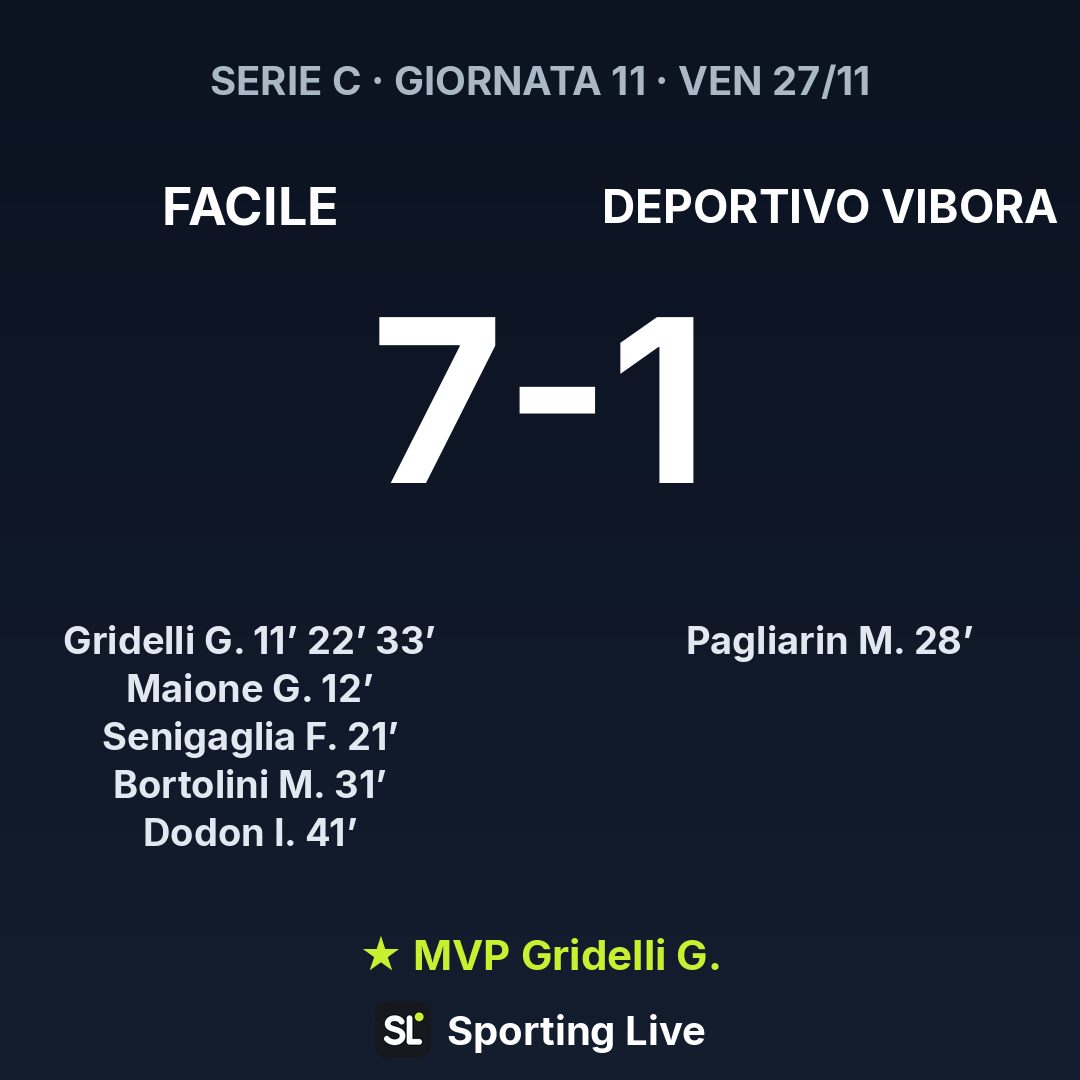 SERIE C · GIORNATA 11 · VEN 27/11
FACILE
DEPORTIVO VIBORA
7-1
Gridelli G. 11’ 22’ 33’
Maione G. 12’
Senigaglia F. 21’
Bortolini M. 31’
Dodon I. 41’
Pagliarin M. 28’
★ MVP Gridelli G.
SL Sporting Live